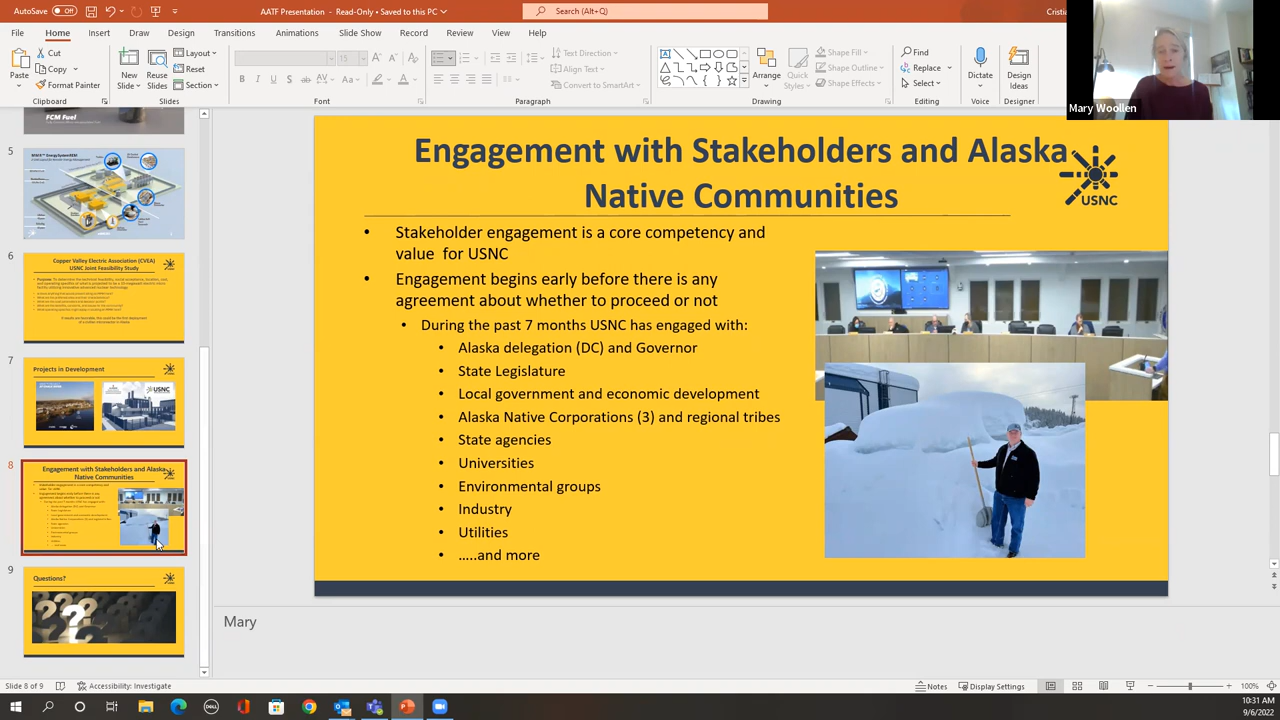 AutoSave Off
AATF Presentation - Read-Only • Saved to this PC
Search (Alt+Q)
File Home Insert Draw Design Transitions Animations Slide Show Record Review View Help
Paste
Cut
Copy
Format Painter
Clipboard
New Slide
Reuse Slides
Layout
Reset
Section
Slides
15
Font
Text Direction
Align Text
Convert to SmartArt
Paragraph
Arrange
Quick Styles
Shape Fill
Shape Outline
Shape Effects
Drawing
Find
Replace
Select
Editing
Dictate
Voice
Design Ideas
Designer
Mary Woollen
FCM Fuel
5
6
Copper Valley Electric Association (CVEA)
USNC Joint Feasibility Study
7
Projects in Development
USNC
8
Engagement with Stakeholders and Alaska
Native Communities
9
Questions?
Engagement with Stakeholders and Alaska
Native Communities
USNC
• Stakeholder engagement is a core competency and
value for USNC
• Engagement begins early before there is any
agreement about whether to proceed or not
• During the past 7 months USNC has engaged with:
• Alaska delegation (DC) and Governor
• State Legislature
• Local government and economic development
• Alaska Native Corporations (3) and regional tribes
• State agencies
• Universities
• Environmental groups
• Industry
• Utilities
• …..and more
Mary
Slide 8 of 9
Accessibility: Investigate
Notes
Display Settings
100%
10:31 AM
9/6/2022